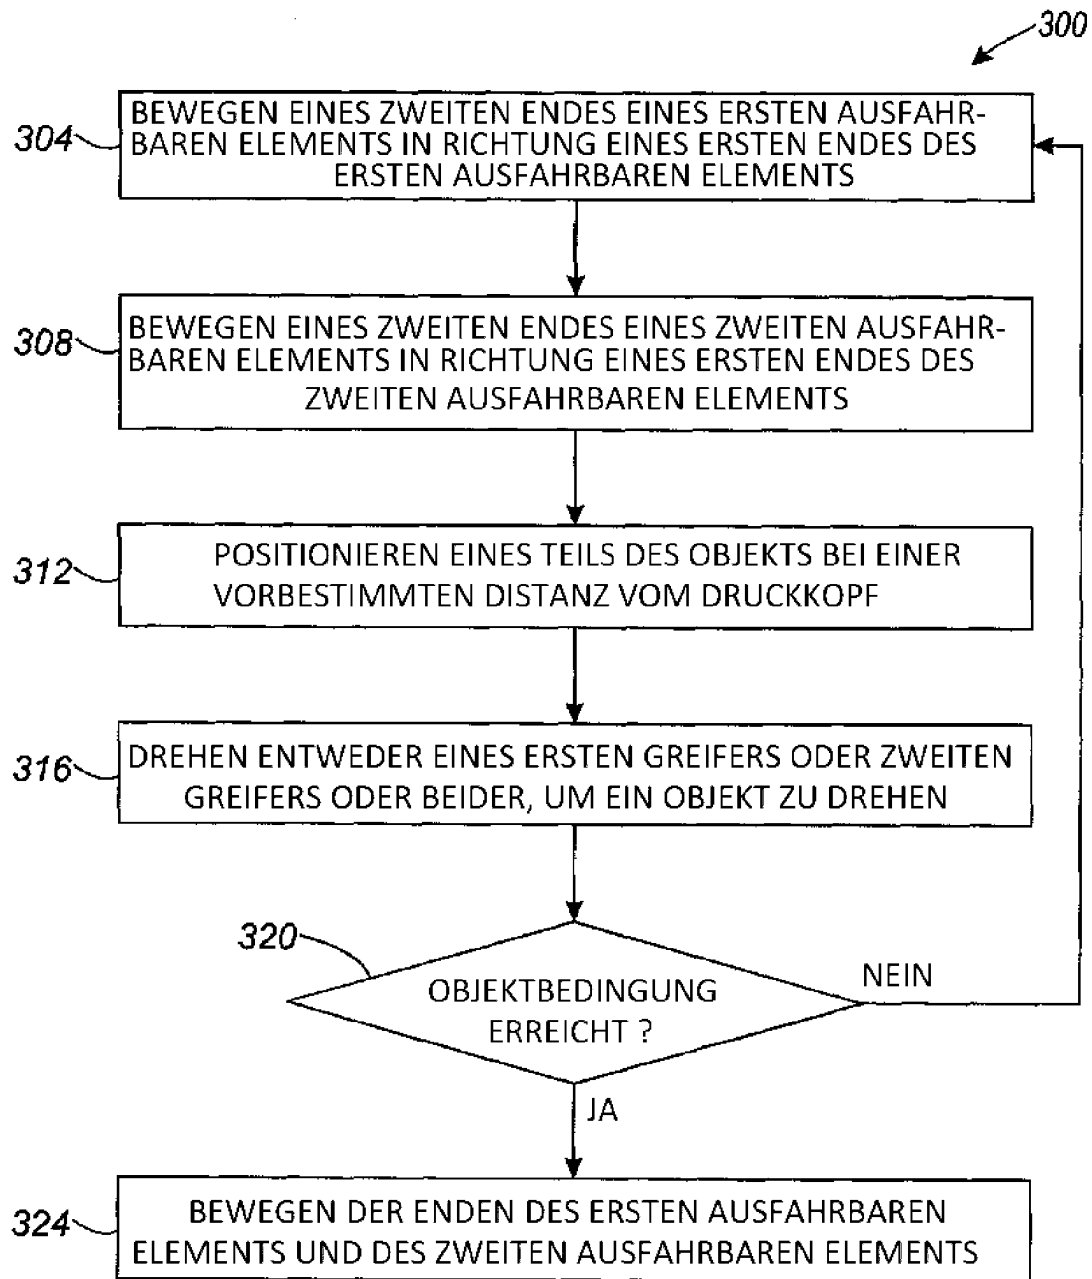 300
304
BEWEGEN EINES ZWEITEN ENDES EINES ERSTEN AUSFAHR-
BAREN ELEMENTS IN RICHTUNG EINES ERSTEN ENDES DES
ERSTEN AUSFAHRBAREN ELEMENTS
308
BEWEGEN EINES ZWEITEN ENDES EINES ZWEITEN AUSFAHR-
BAREN ELEMENTS IN RICHTUNG EINES ERSTEN ENDES DES
ZWEITEN AUSFAHRBAREN ELEMENTS
312
POSITIONIEREN EINES TEILS DES OBJEKTS BEI EINER
VORBESTIMMTEN DISTANZ VOM DRUCKKOPF
316
DREHEN ENTWEDER EINES ERSTEN GREIFERS ODER ZWEITEN
GREIFERS ODER BEIDER, UM EIN OBJEKT ZU DREHEN
320
OBJEKTBEDINGUNG
ERREICHT ?
NEIN
JA
324
BEWEGEN DER ENDEN DES ERSTEN AUSFAHRBAREN
ELEMENTS UND DES ZWEITEN AUSFAHRBAREN ELEMENTS